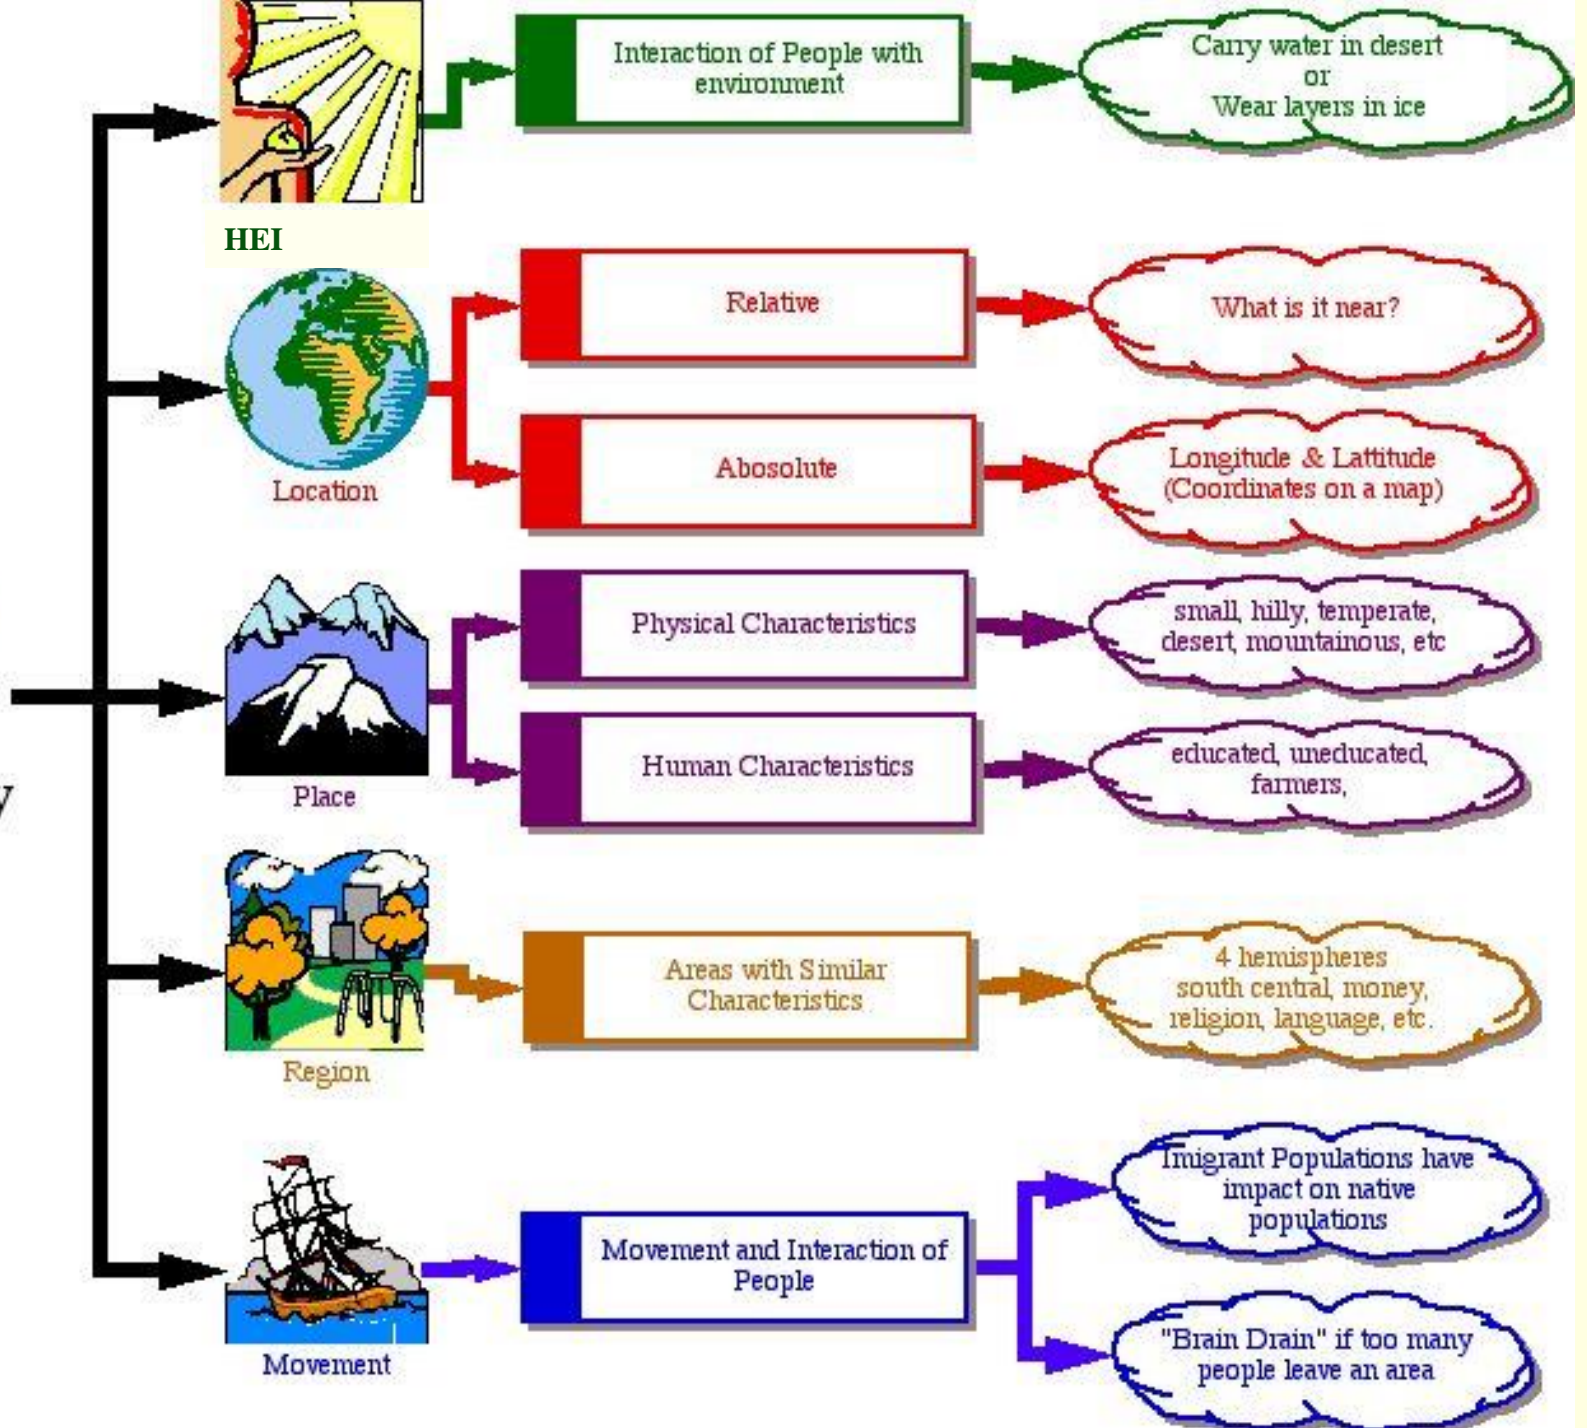 Interaction of People with
environment
Carry water in desert
or
Wear layers in ice
HEI
Relative
What is it near?
Location
Abosolute
Longitude & Lattitude
(Coordinates on a map)
Physical Characteristics
small, hilly, temperate,
desert, mountainous, etc
Place
Human Characteristics
educated, uneducated,
farmers,
y
Areas with Similar
Characteristics
4 hemispheres
south central, money,
religion, language, etc.
Region
Movement and Interaction of
People
Imigrant Populations have
impact on native
populations
"Brain Drain" if too many
people leave an area
Movement